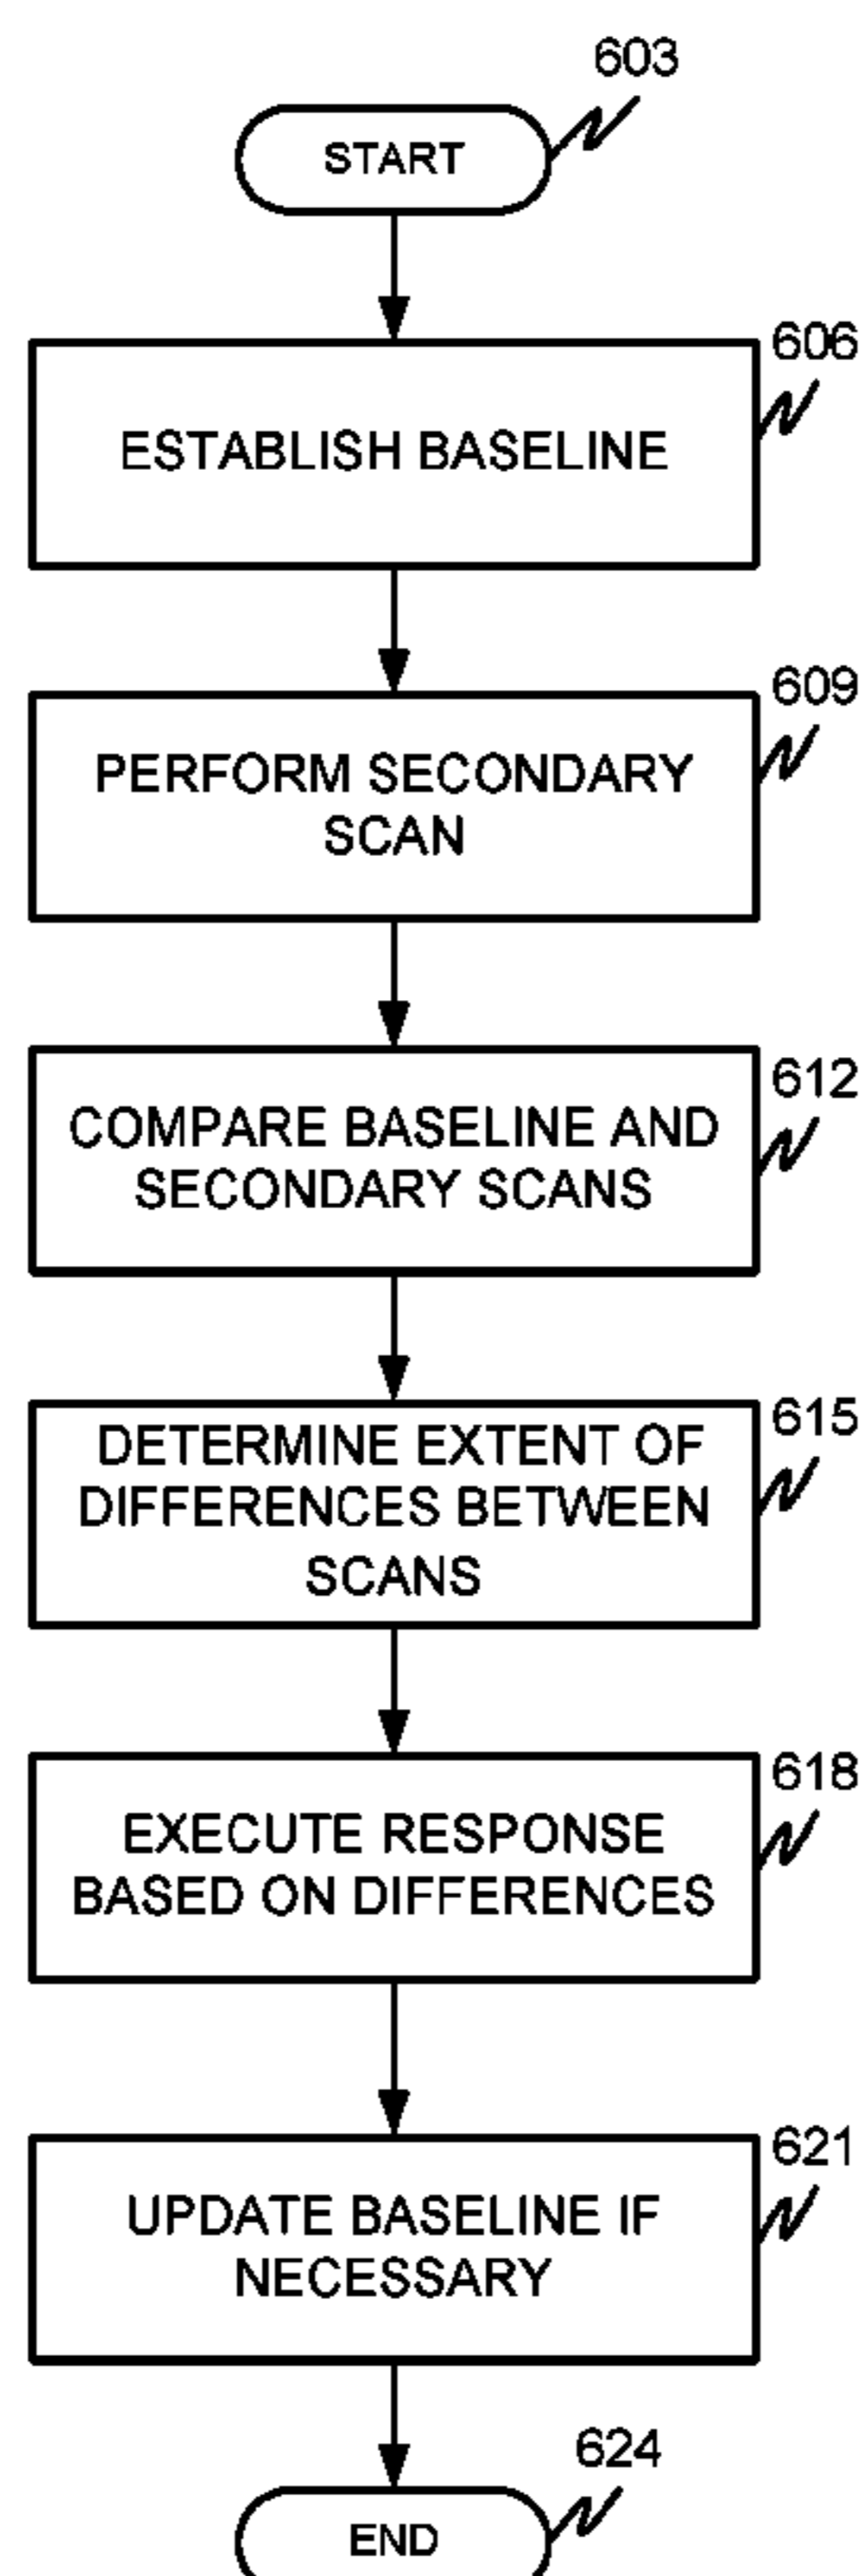 603
START
606
ESTABLISH BASELINE
609
PERFORM SECONDARY
SCAN
612
COMPARE BASELINE AND
SECONDARY SCANS
615
DETERMINE EXTENT OF
DIFFERENCES BETWEEN
SCANS
618
EXECUTE RESPONSE
BASED ON DIFFERENCES
621
UPDATE BASELINE IF
NECESSARY
624
END